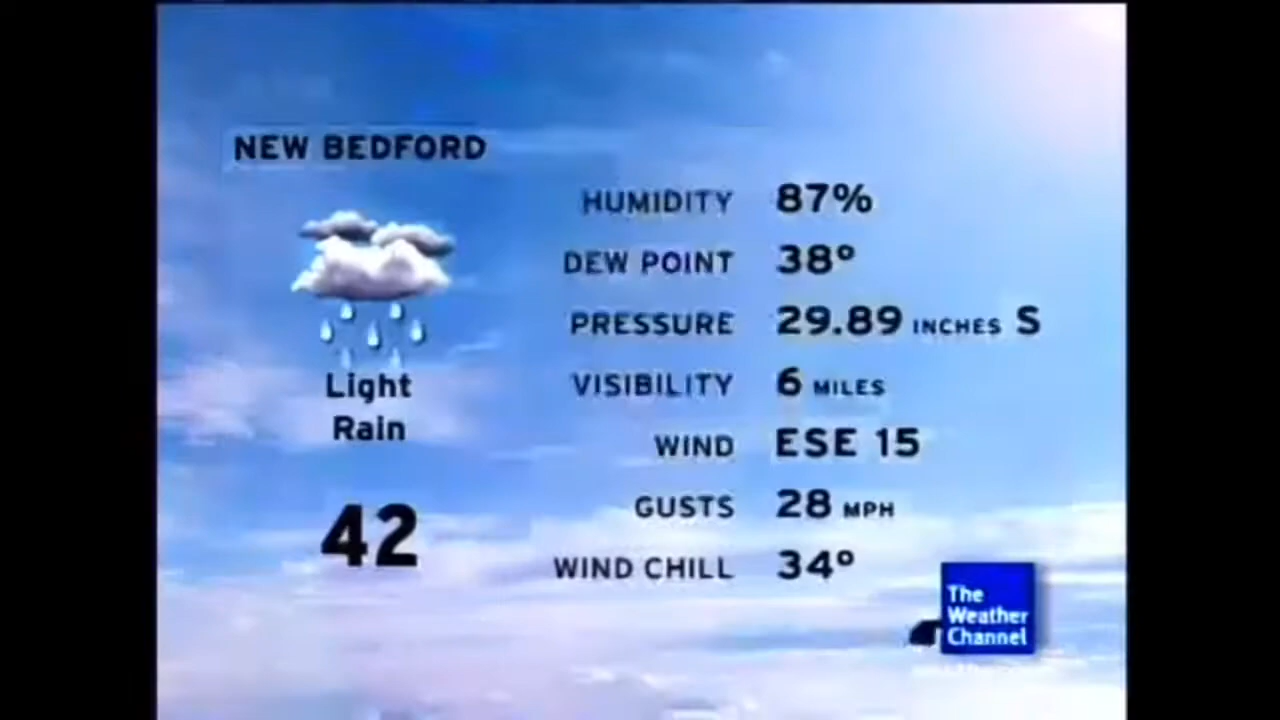 NEW BEDFORD
Light
Rain
42
HUMIDITY 87%
DEW POINT 38°
PRESSURE 29.89 INCHES S
VISIBILITY 6 MILES
WIND ESE 15
GUSTS 28 MPH
WIND CHILL 34°
The
Weather
Channel